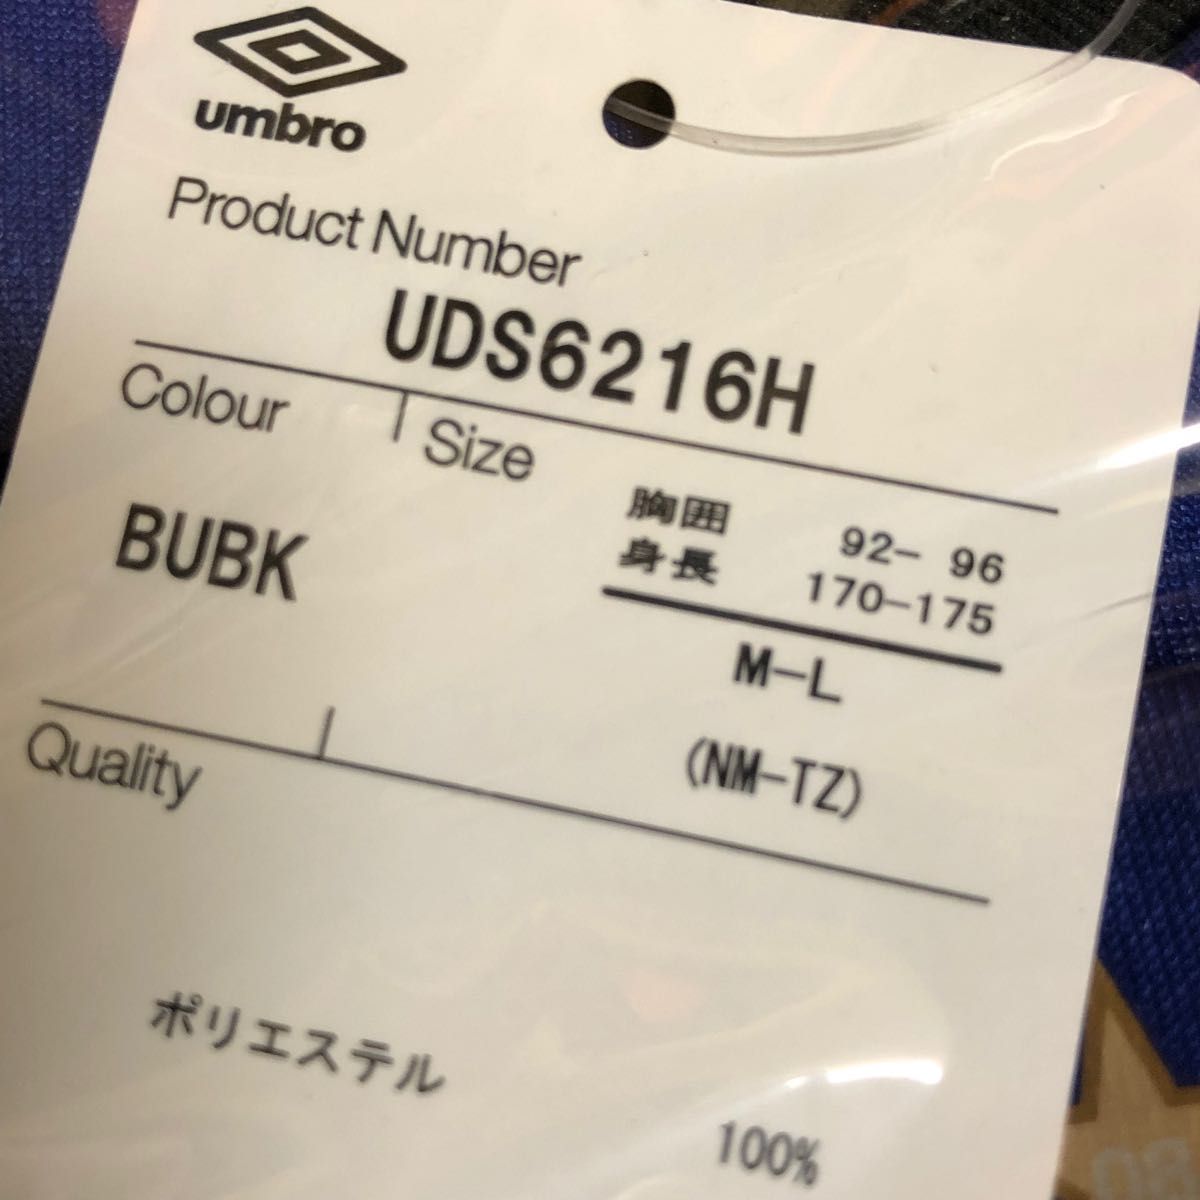 umbro
Product Number
UDS6216H
Colour
Size
BUBK
胸囲 92- 96
身長 170-175
M-L
(NM-TZ)
Quality
ポリエステル
100%
08